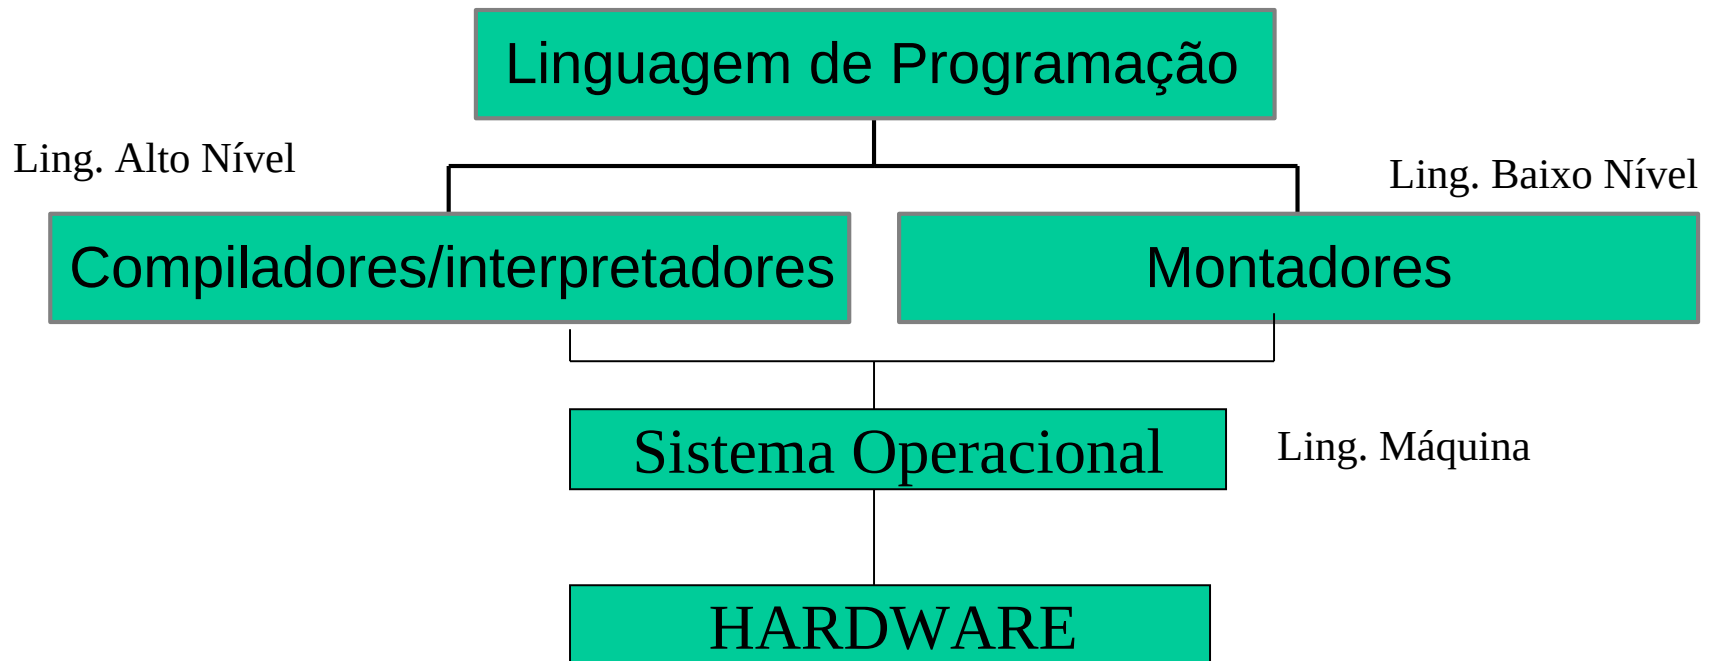 Linguagem de Programação
Ling. Alto Nível
Ling. Baixo Nível
Compiladores/interpretadores
Montadores
Sistema Operacional
Ling. Máquina
HARDWARE